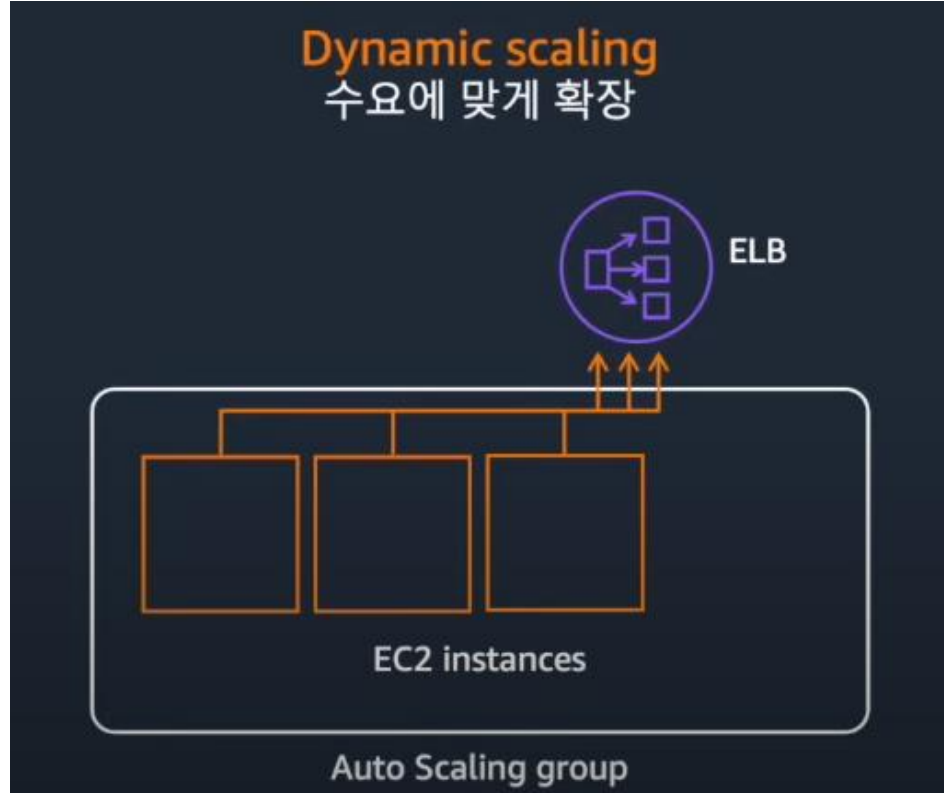 Dynamic scaling
수요에 맞게 확장
ELB
EC2 instances
Auto Scaling group